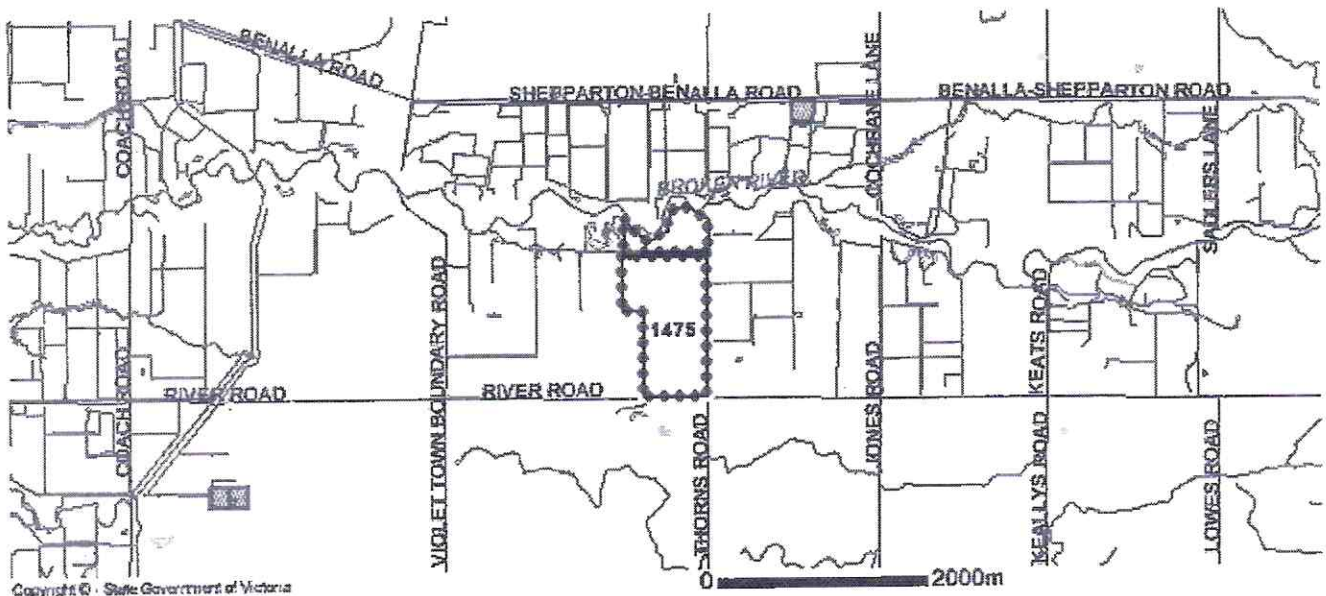 BENALLA ROAD
COACH ROAD
SHEPPARTON-BENALLA ROAD
COCHRANE LANE
BENALLA-SHEPPARTON ROAD
SADLERS LANE
BROKEN RIVER
VIOLET TOWN BOUNDARY ROAD
1475
KEATS ROAD
JONES ROAD
COACH ROAD
RIVER ROAD
RIVER ROAD
THORNS ROAD
KEALLYS ROAD
LOWES ROAD
0 2000m
Copyright © - State Government of Victoria